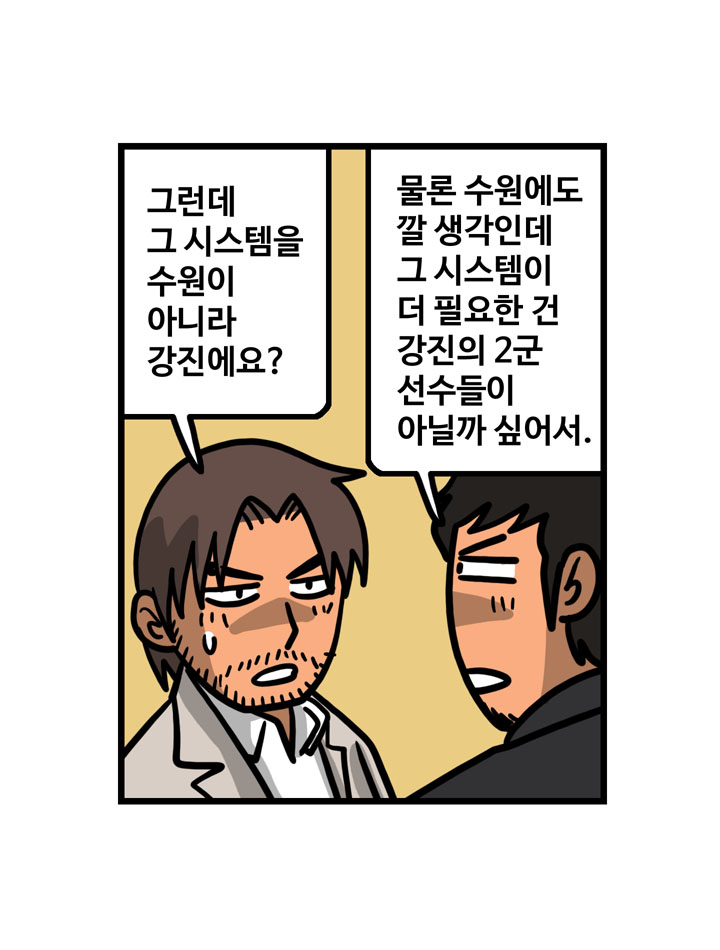 그런데
그 시스템을
수원이
아니라
강진에요?
물론 수원에도
깔 생각인데
그 시스템이
더 필요한 건
강진의 2군
선수들이
아닐까 싶어서.